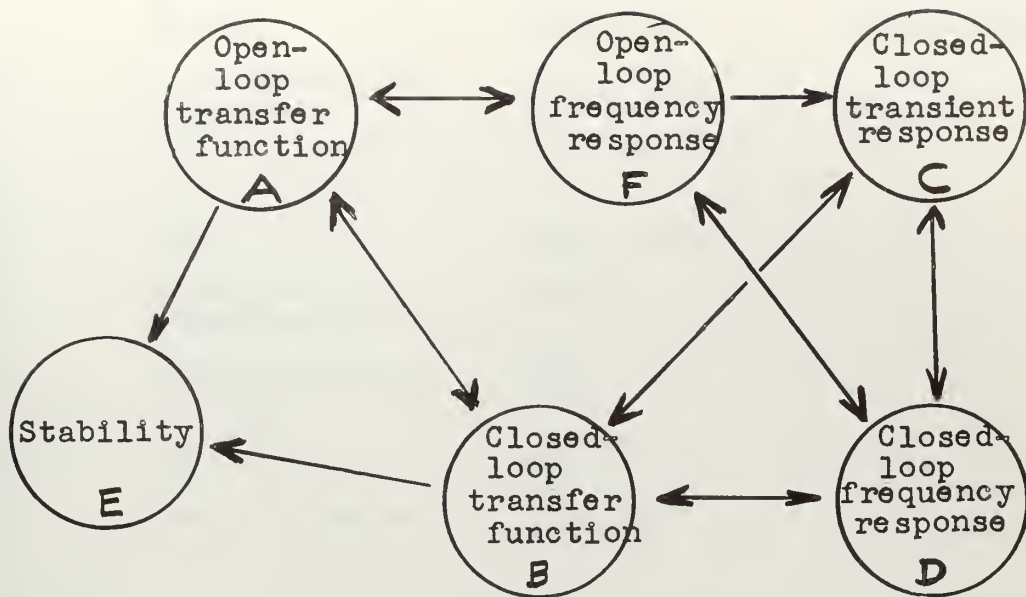 Open-
loop
transfer
function
A
Open-
loop
frequency
response
F
Closed-
loop
transient
response
C
Stability
E
Closed-
loop
transfer
function
B
Closed-
loop
frequency
response
D